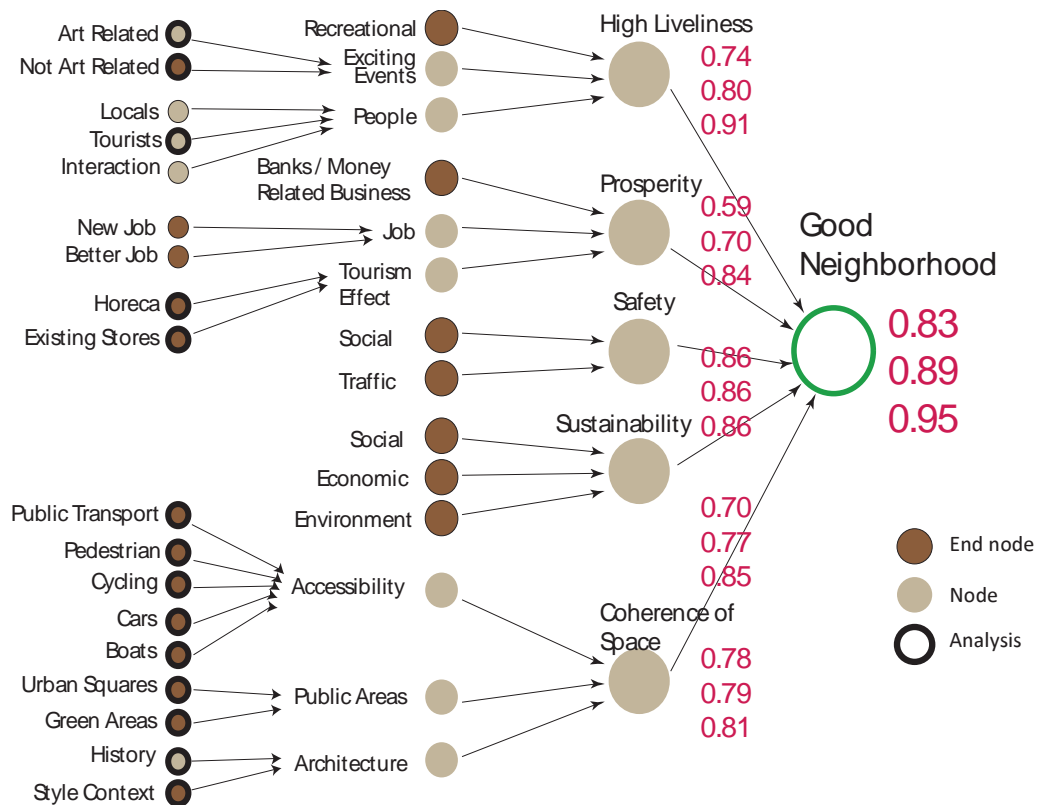 Art Related
Not Art Related
Locals
Tourists
Interaction
New Job
Better Job
Horeca
Existing Stores
Public Transport
Pedestrian
Cycling
Cars
Boats
Urban Squares
Green Areas
History
Style Context
Recreational
Exciting
Events
People
Banks / Money
Related Business
Job
Tourism
Effect
Social
Traffic
Social
Economic
Environment
Accessibility
Public Areas
Architecture
High Liveliness
0.74
0.80
0.91
Prosperity
0.59
0.70
0.84
Safety
0.86
0.86
0.86
Sustainability
0.70
0.77
0.85
Coherence of
Space
0.78
0.79
0.81
Good
Neighborhood
0.83
0.89
0.95
End node
Node
Analysis